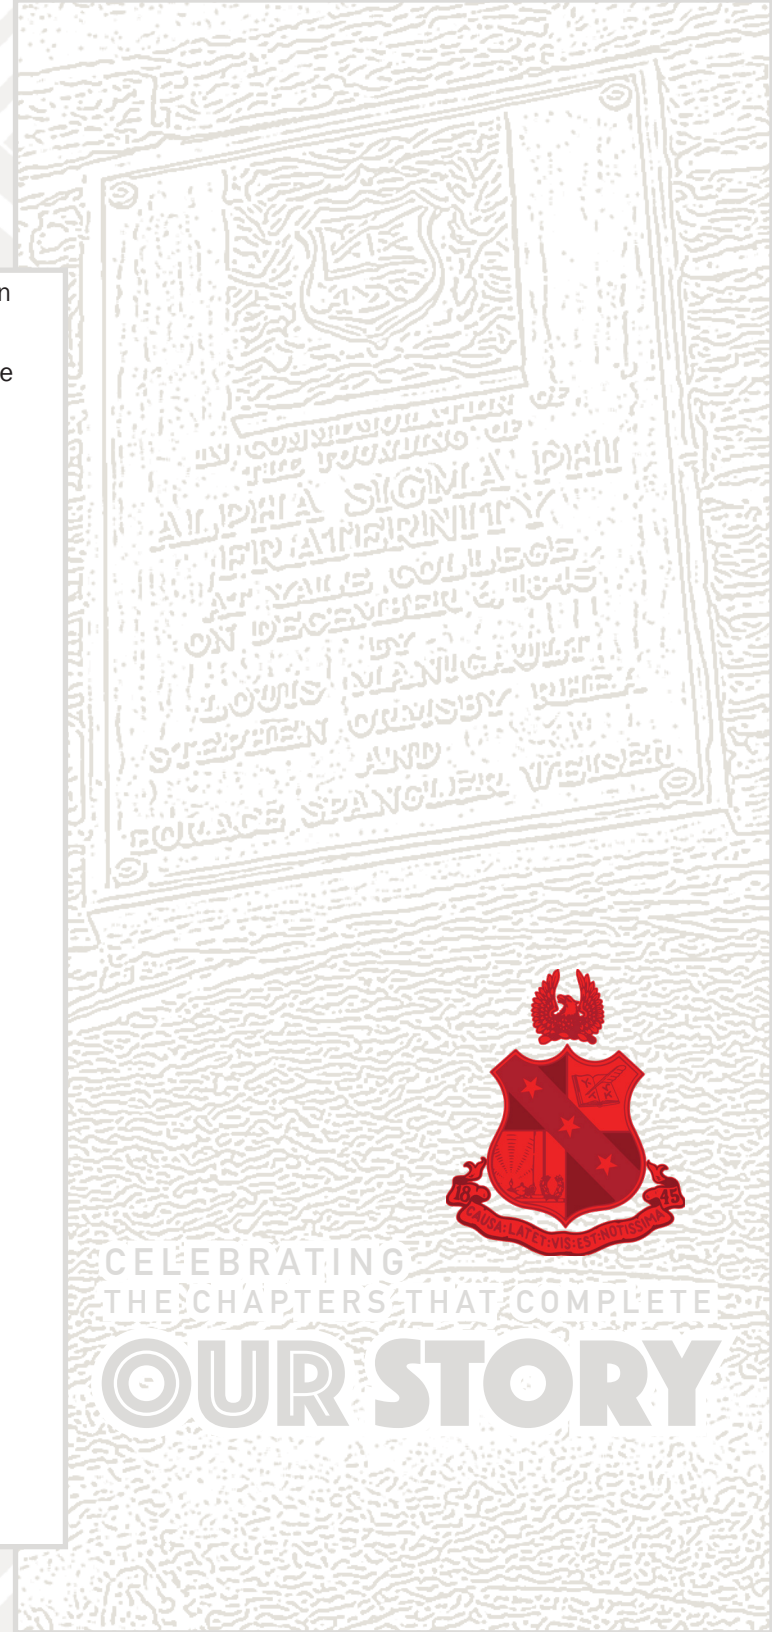 n
e
IN COMMEMORATION OF
THE FOUNDING OF
ALPHA SIGMA PHI
FRATERNITY
AT YALE COLLEGE
ON DECEMBER 6, 1845
BY
LOUIS MANIGAULT
STEPHEN ORMSBY RHEA
AND
HORACE SPANGLER WEISER
18 45
CAUSA:LATET:VIS:EST:NOTISSIMA
CELEBRATING
THE CHAPTERS THAT COMPLETE
OUR STORY